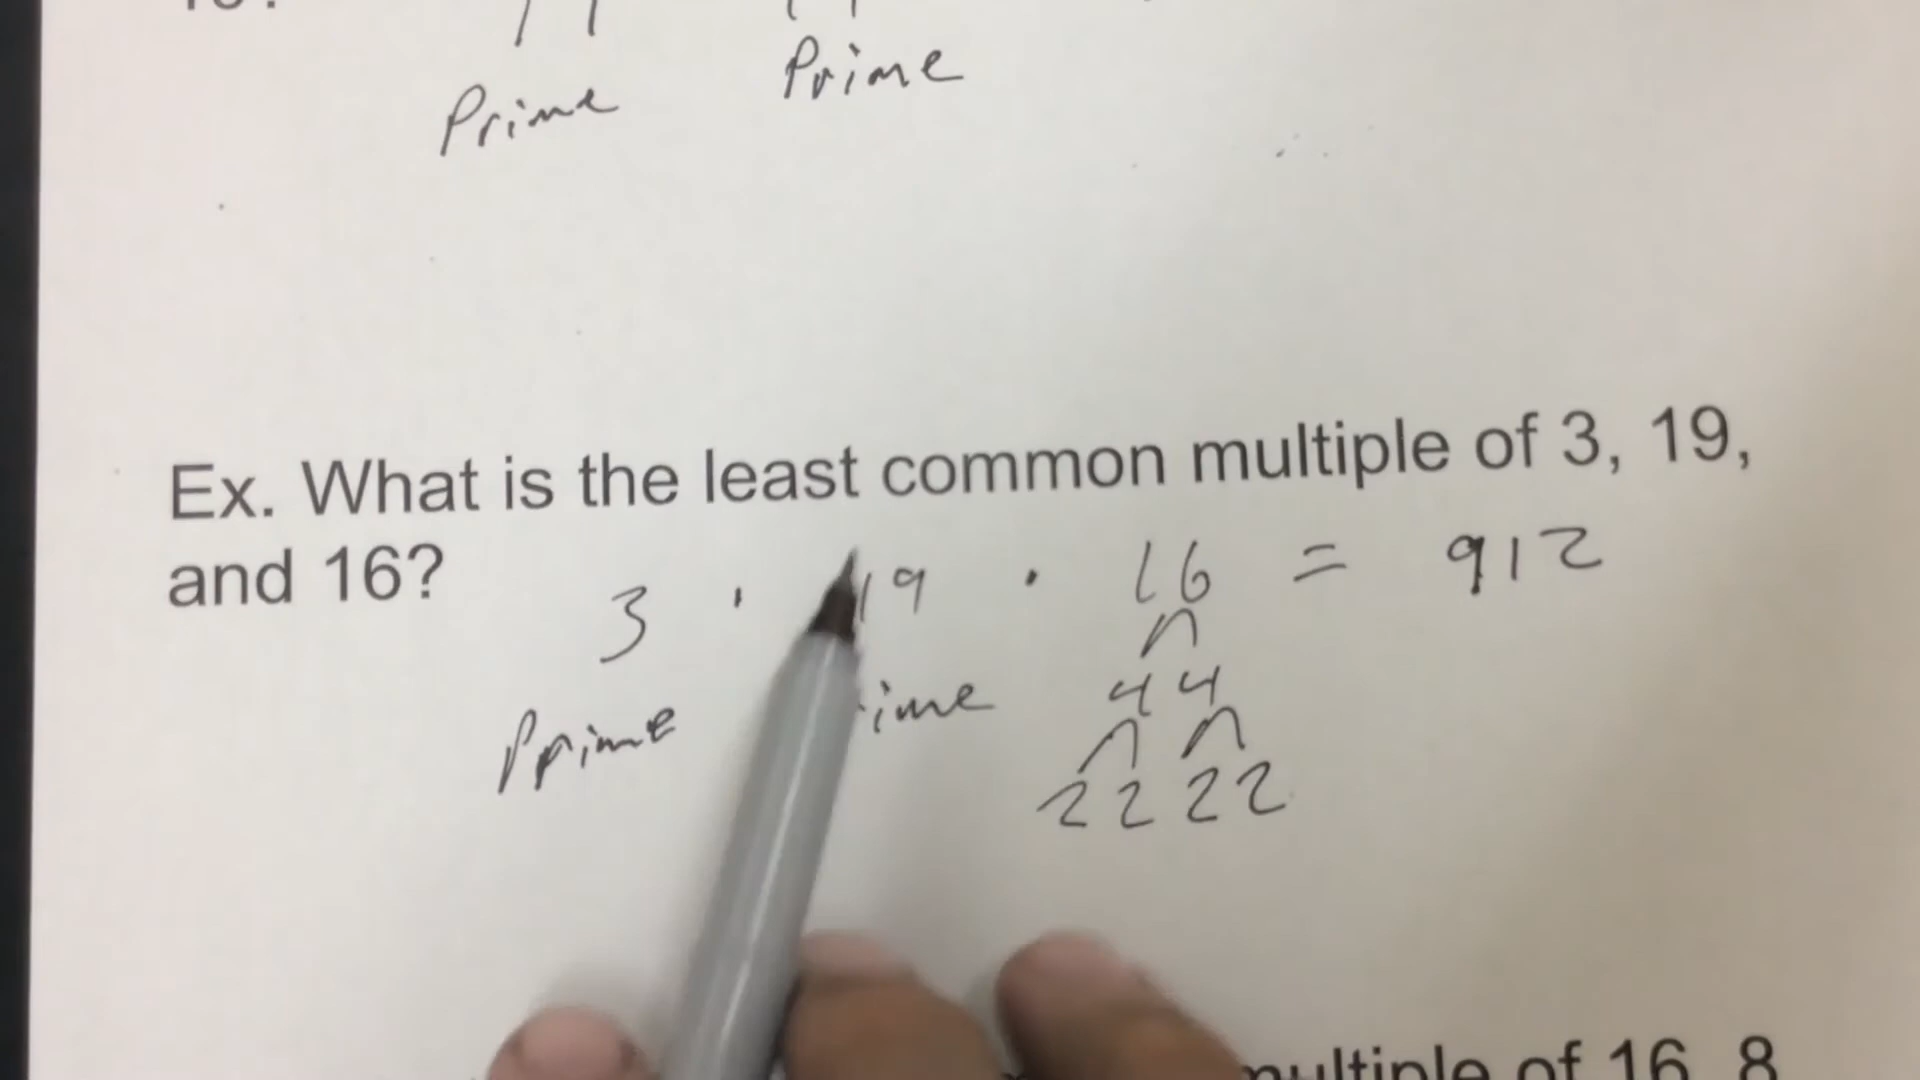 Prime Prime
Ex. What is the least common multiple of 3, 19,
and 16?
3 · 19 · 16 = 912
4 4
Prime
2 2 2 2
multiple of 16, 8